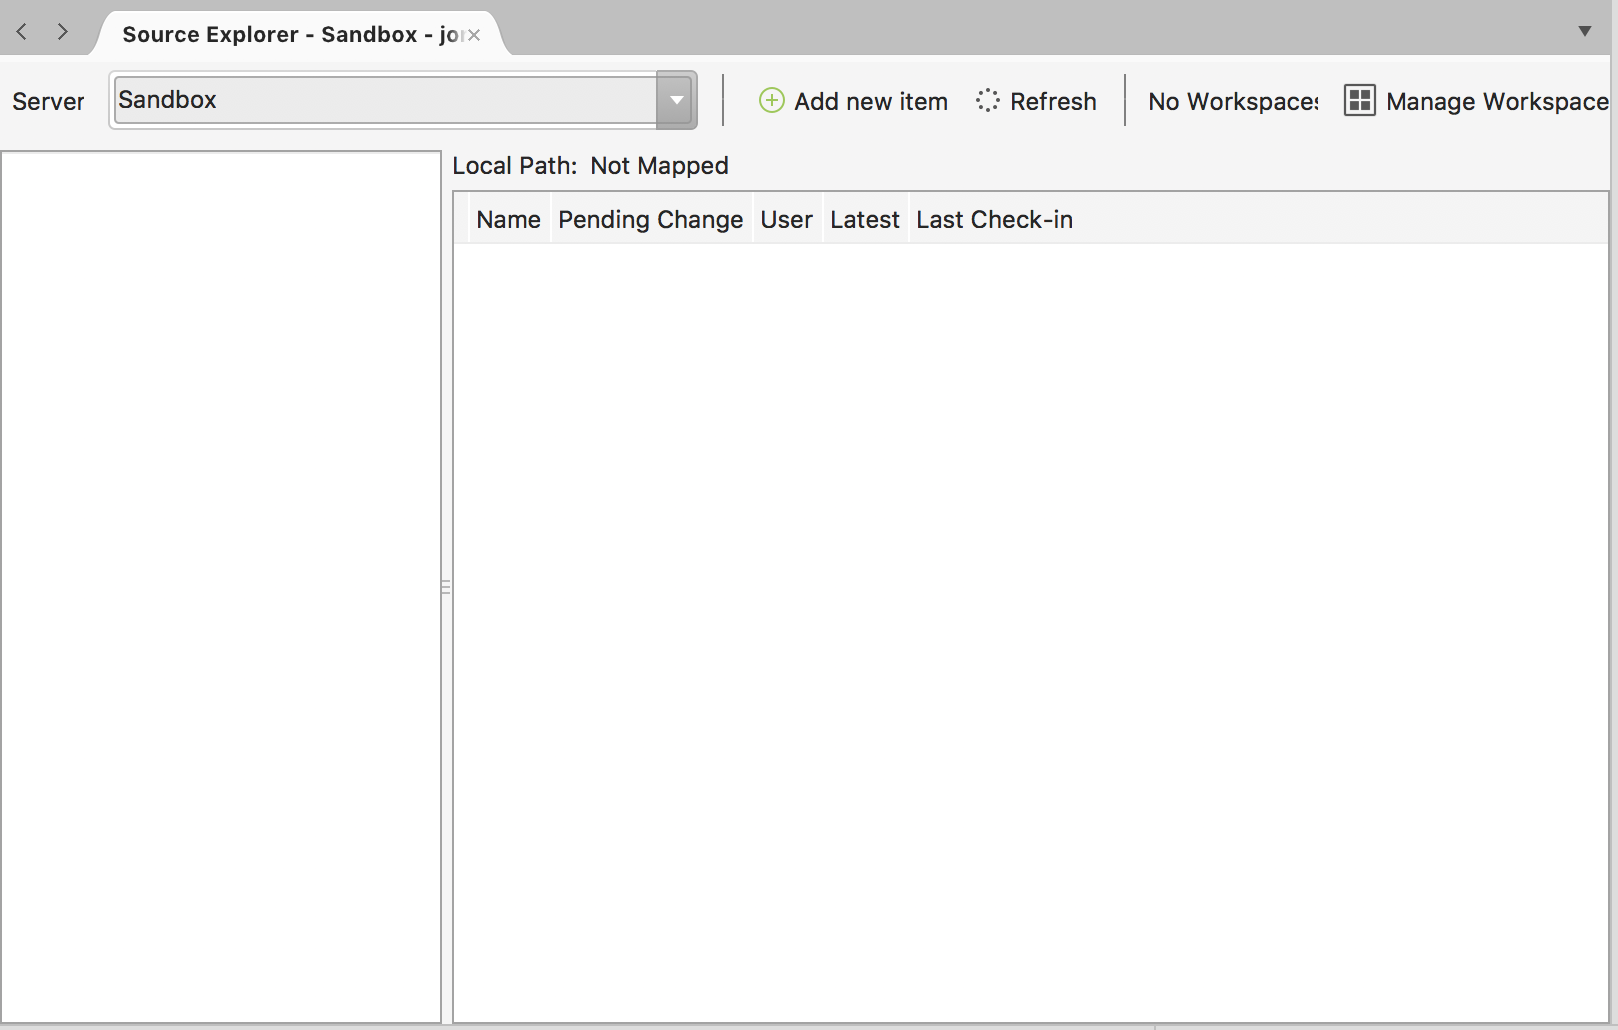 Source Explorer - Sandbox - jo
Server Sandbox Add new item Refresh No Workspaces Manage Workspace
Local Path: Not Mapped
Name Pending Change User Latest Last Check-in